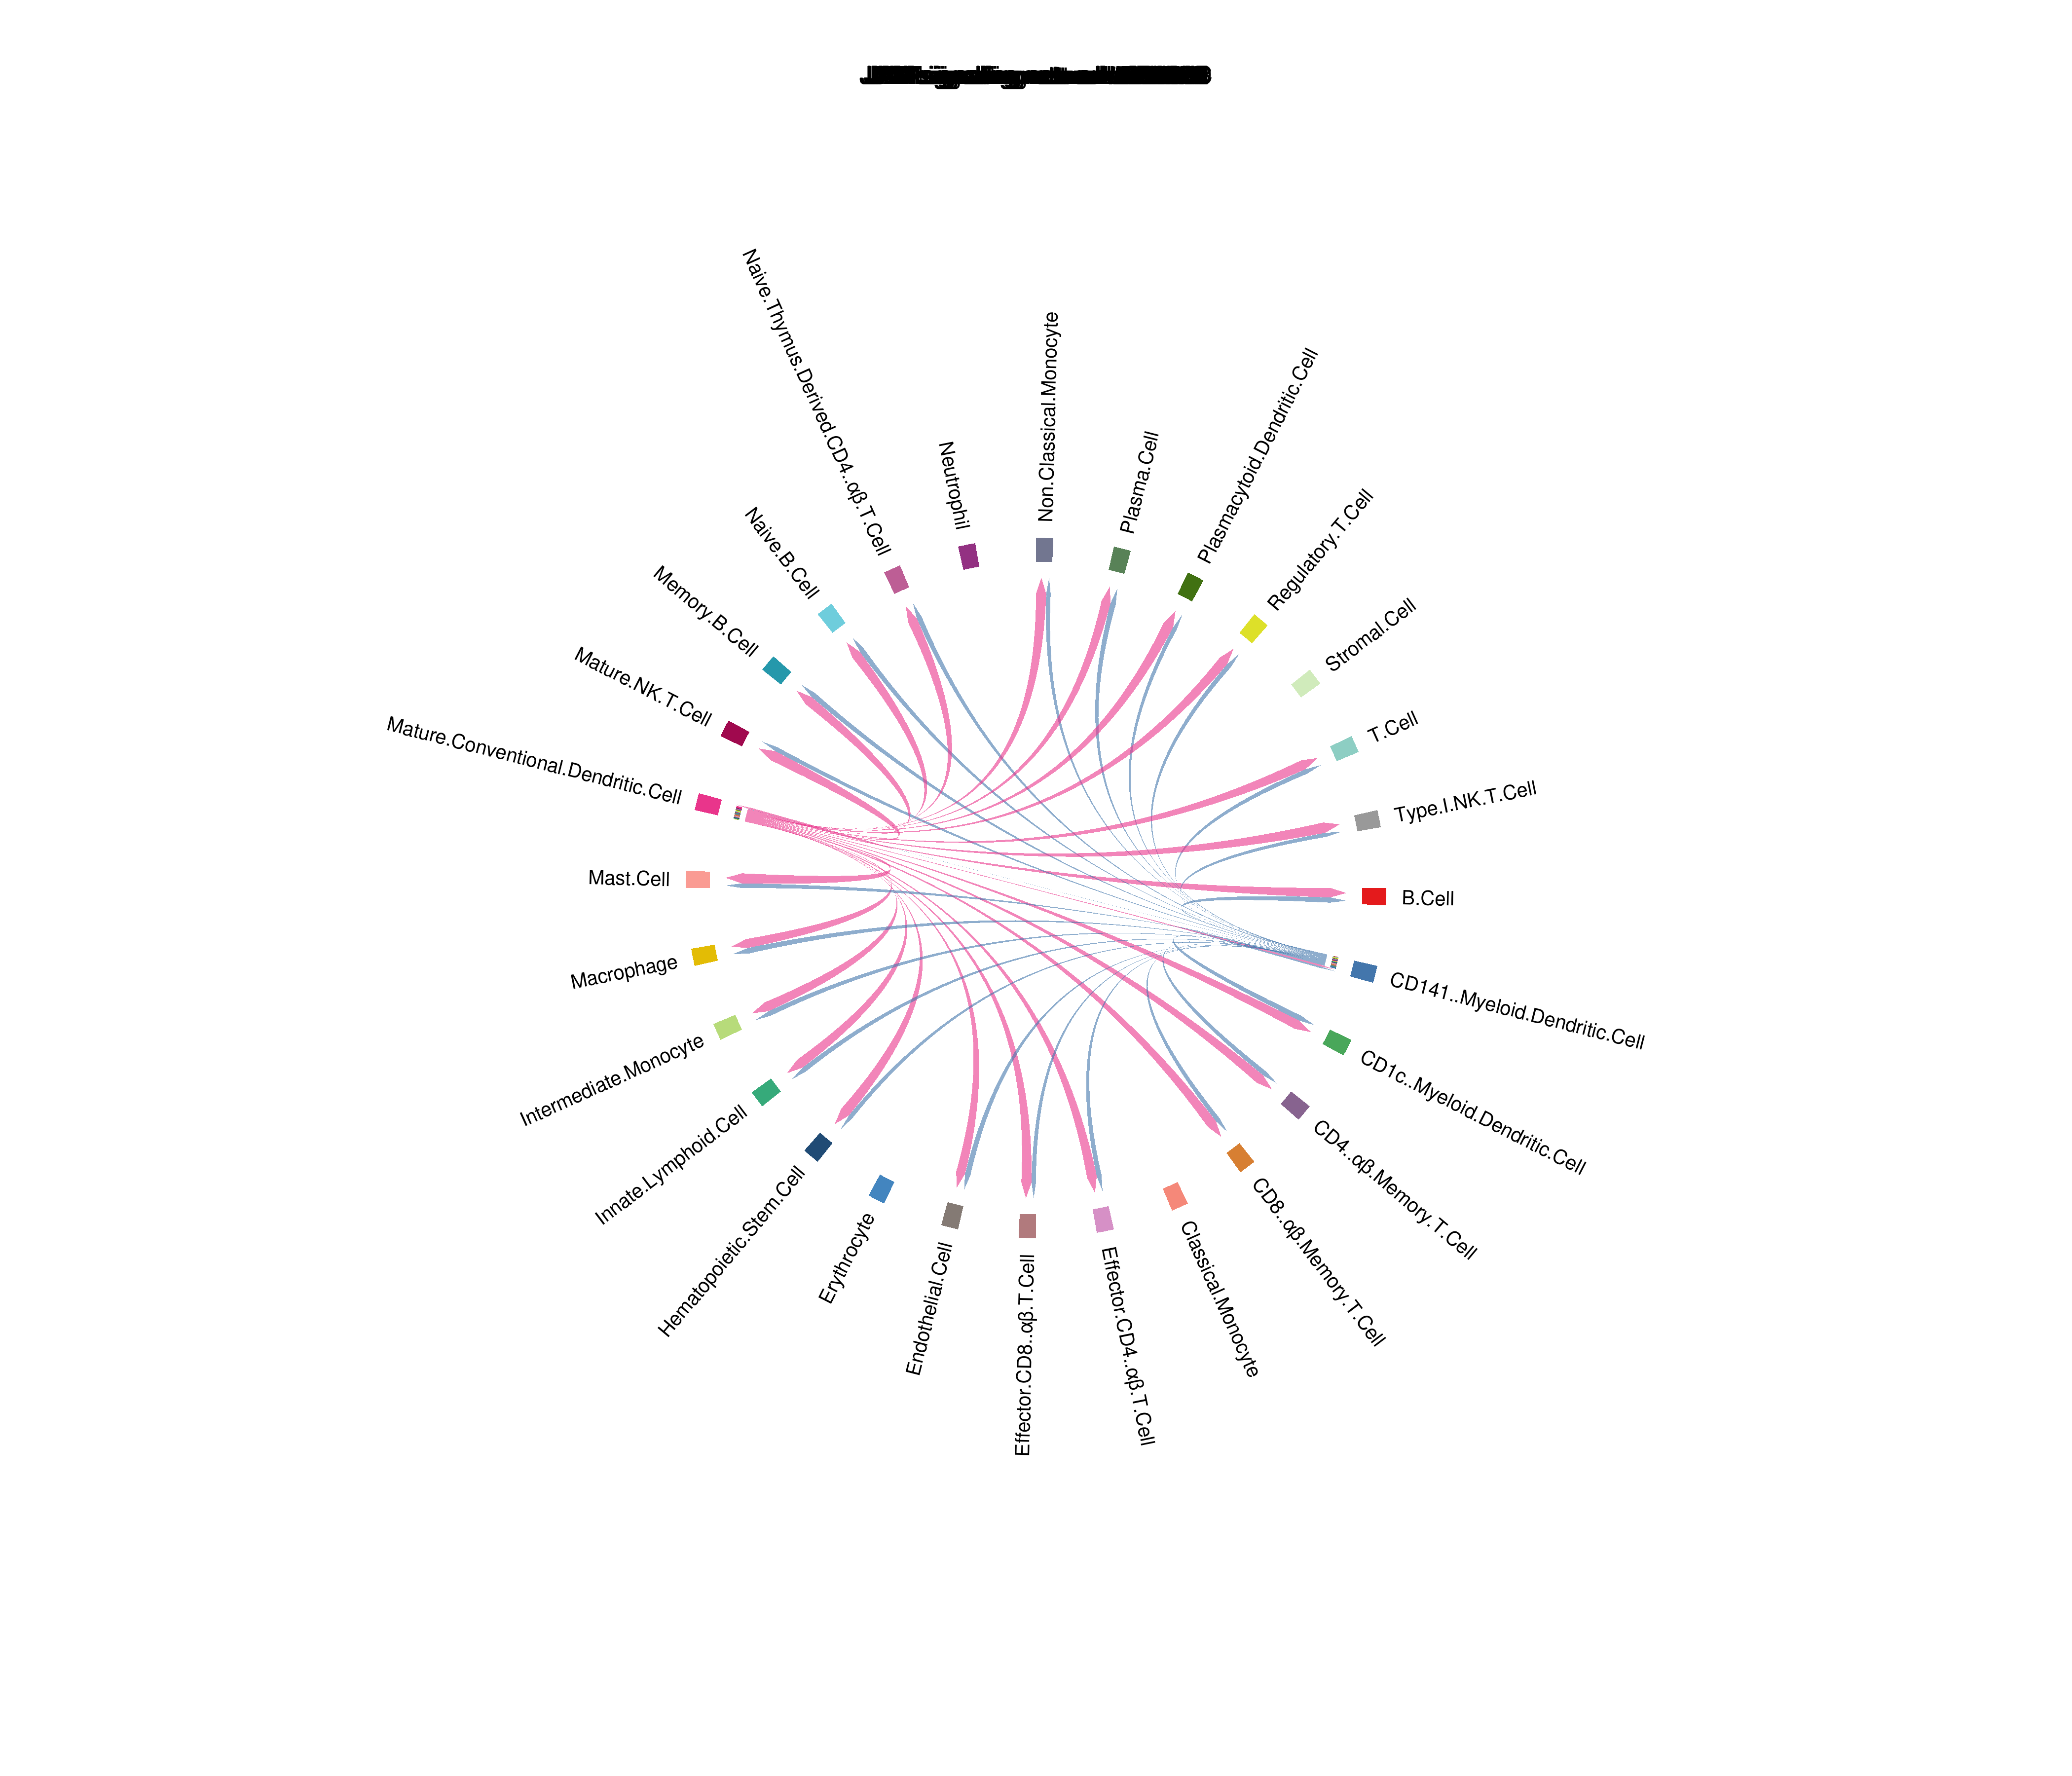 Non.Classical.Monocyte
Plasma.Cell
Plasmacytoid.Dendritic.Cell
Regulatory.T.Cell
Stromal.Cell
T.Cell
Type.I.NK.T.Cell
B.Cell
CD141..Myeloid.Dendritic.Cell
CD1c..Myeloid.Dendritic.Cell
CD4..αβ.Memory.T.Cell
CD8..αβ.Memory.T.Cell
Classical.Monocyte
Effector.CD4..αβ.T.Cell
Effector.CD8..αβ.T.Cell
Endothelial.Cell
Erythrocyte
Hematopoietic.Stem.Cell
Innate.Lymphoid.Cell
Intermediate.Monocyte
Macrophage
Mast.Cell
Mature.Conventional.Dendritic.Cell
Mature.NK.T.Cell
Memory.B.Cell
Naive.B.Cell
Naive.Thymus.Derived.CD4..αβ.T.Cell
Neutrophil